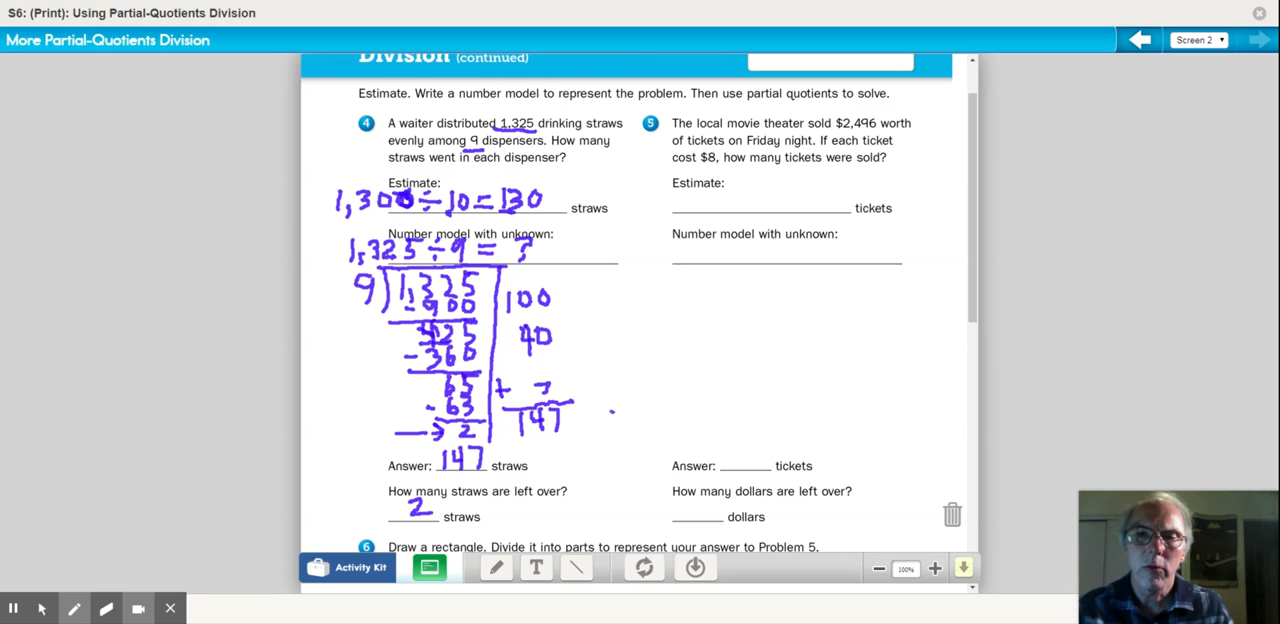 S6: (Print): Using Partial-Quotients Division
More Partial-Quotients Division
Screen 2
Division (continued)
Estimate. Write a number model to represent the problem. Then use partial quotients to solve.
4 A waiter distributed 1,325 drinking straws
evenly among 9 dispensers. How many
straws went in each dispenser?
Estimate:
1,300 ÷ 10 = 130 straws
Number model with unknown:
1,325 ÷ 9 = ?
9 1,325
- 900 100
425
- 360 40
65
- 63 + 7
2 147
Answer: 147 straws
How many straws are left over?
2 straws
5 The local movie theater sold $2,496 worth
of tickets on Friday night. If each ticket
cost $8, how many tickets were sold?
Estimate:
tickets
Number model with unknown:
Answer: tickets
How many dollars are left over?
dollars
6 Draw a rectangle. Divide it into parts to represent your answer to Problem 5.
Activity Kit
T
100%